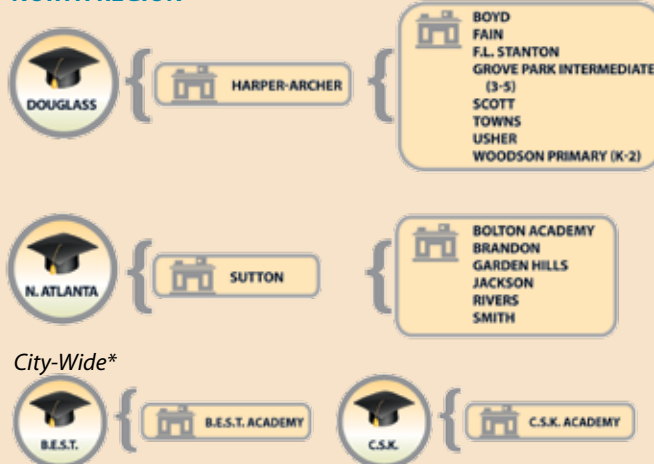 NORTH REGION
DOUGLASS
HARPER-ARCHER
BOYD
FAIN
F.L. STANTON
GROVE PARK INTERMEDIATE
(3-5)
SCOTT
TOWNS
USHER
WOODSON PRIMARY (K-2)
N. ATLANTA
SUTTON
BOLTON ACADEMY
BRANDON
GARDEN HILLS
JACKSON
RIVERS
SMITH
City-Wide*
B.E.S.T.
B.E.S.T. ACADEMY
C.S.K.
C.S.K. ACADEMY